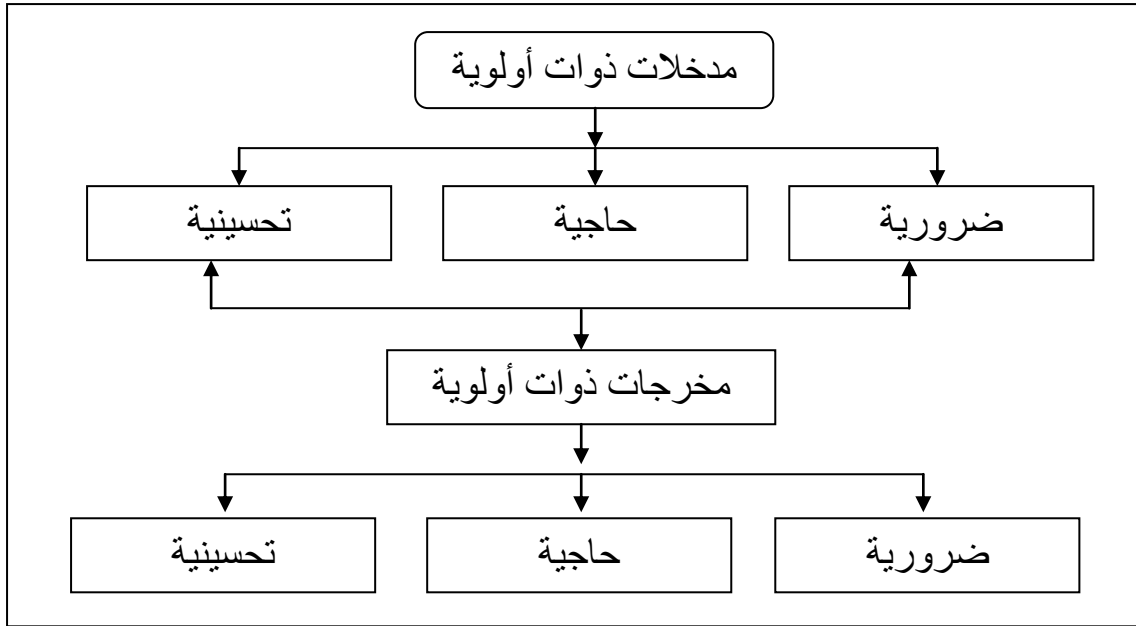 مدخلات ذوات أولوية
ضرورية
حاجية
تحسينية
مخرجات ذوات أولوية
ضرورية
حاجية
تحسينية